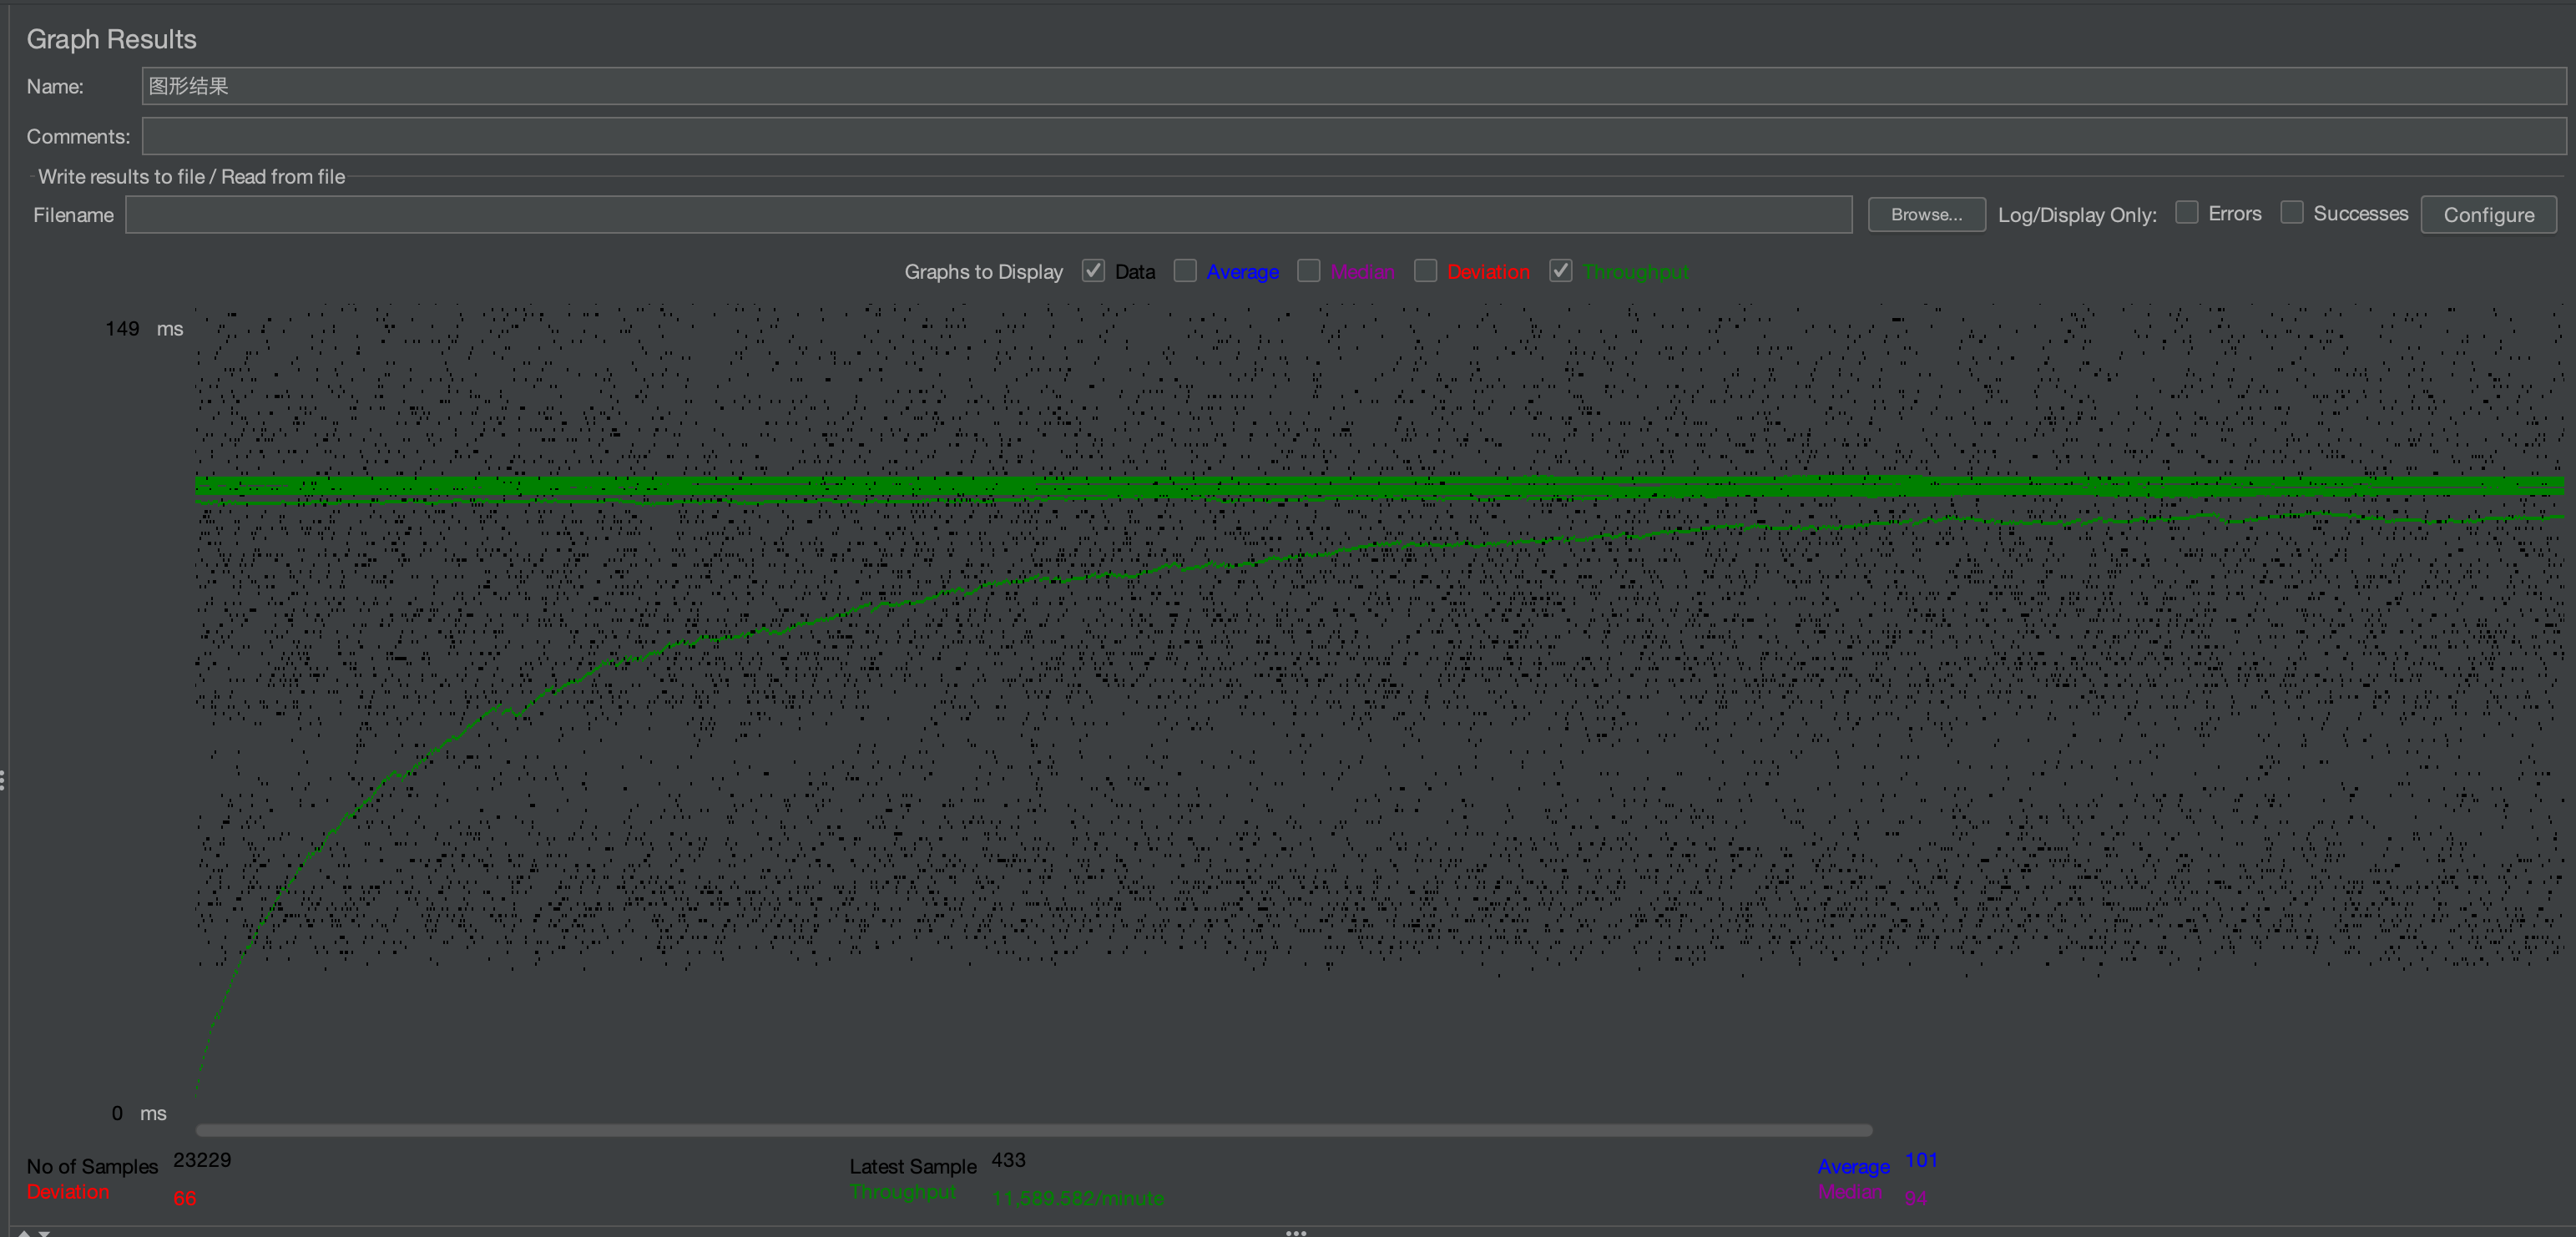 Graph Results
Name: 图形结果
Comments:
Write results to file / Read from file
Filename Browse... Log/Display Only: Errors Successes Configure
Graphs to Display Data Average Median Deviation Throughput
149 ms
0 ms
No of Samples 23229 Latest Sample 433 Average 101
Deviation 66 Throughput 11,589.582/minute Median 94